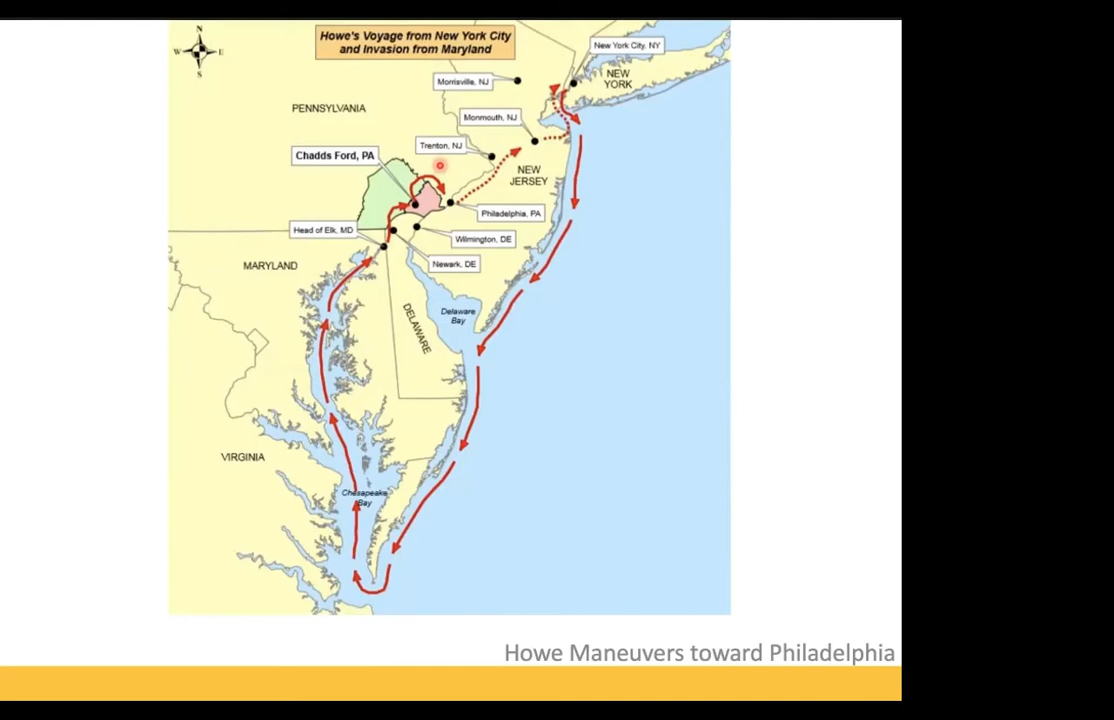 Howe's Voyage from New York City
and Invasion from Maryland
N
W E
S
New York City, NY
NEW
YORK
Morrisville, NJ
PENNSYLVANIA
Monmouth, NJ
Trenton, NJ
Chadds Ford, PA
NEW
JERSEY
Philadelphia, PA
Head of Elk, MD
Wilmington, DE
Newark, DE
MARYLAND
DELAWARE
Delaware
Bay
VIRGINIA
Chesapeake
Bay
Howe Maneuvers toward Philadelphia